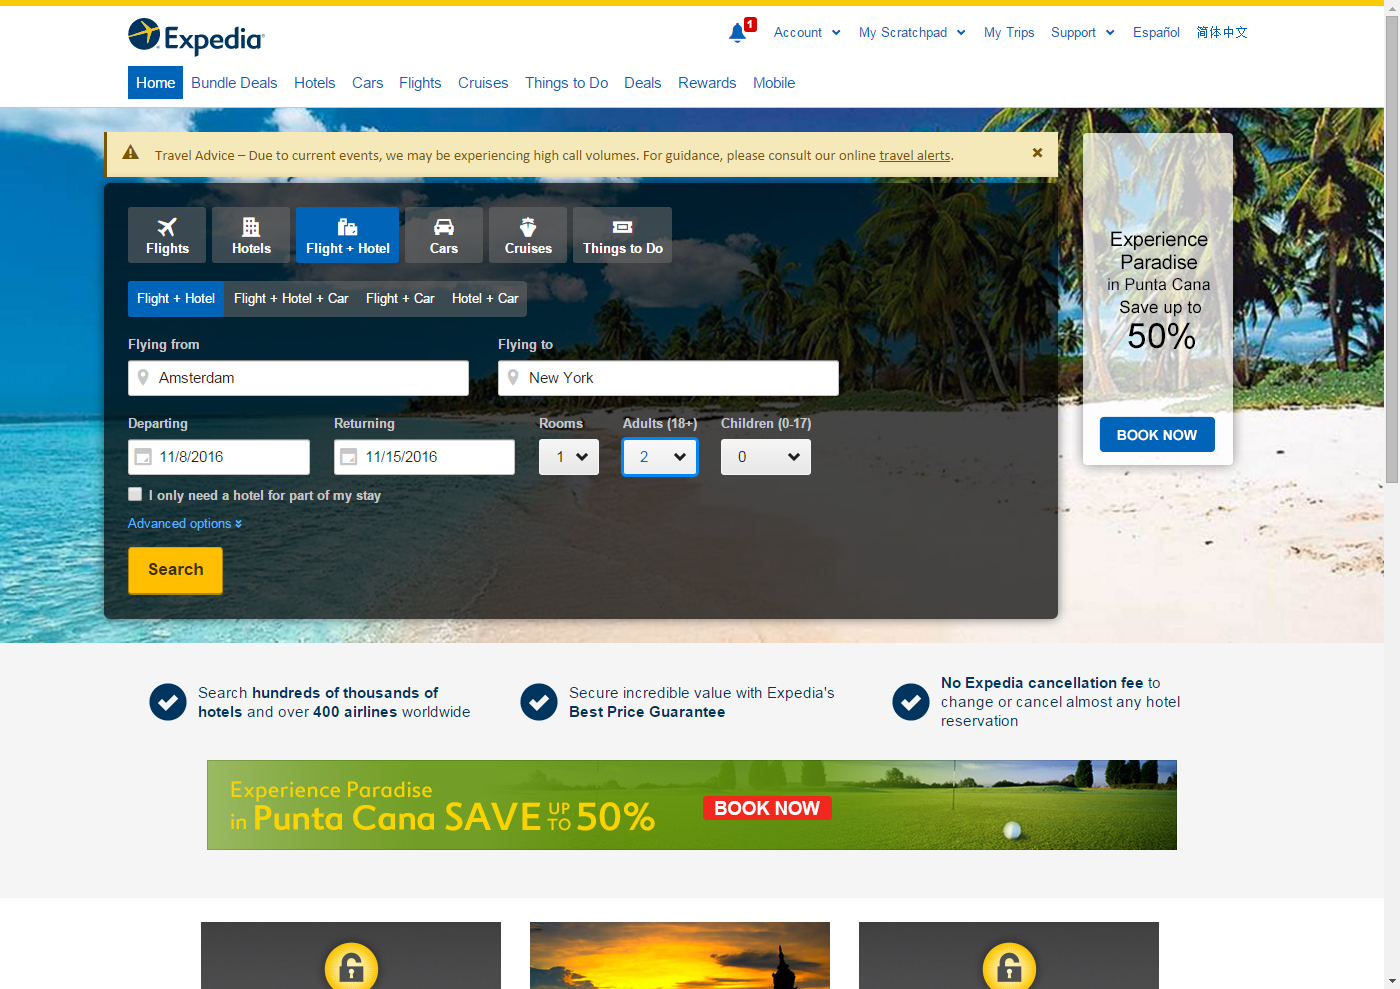 Expedia
1
Account
My Scratchpad
My Trips
Support
Español
简体中文
Home
Bundle Deals
Hotels
Cars
Flights
Cruises
Things to Do
Deals
Rewards
Mobile
Travel Advice – Due to current events, we may be experiencing high call volumes. For guidance, please consult our online travel alerts.
Flights
Hotels
Flight + Hotel
Cars
Cruises
Things to Do
Flight + Hotel
Flight + Hotel + Car
Flight + Car
Hotel + Car
Flying from
Flying to
Amsterdam
New York
Departing
Returning
Rooms
Adults (18+)
Children (0-17)
11/8/2016
11/15/2016
1
2
0
I only need a hotel for part of my stay
Advanced options
Search
Experience
Paradise
in Punta Cana
Save up to
50%
BOOK NOW
Search hundreds of thousands of
hotels and over 400 airlines worldwide
Secure incredible value with Expedia's
Best Price Guarantee
No Expedia cancellation fee to
change or cancel almost any hotel
reservation
Experience Paradise
in Punta Cana SAVE UP TO 50%
BOOK NOW